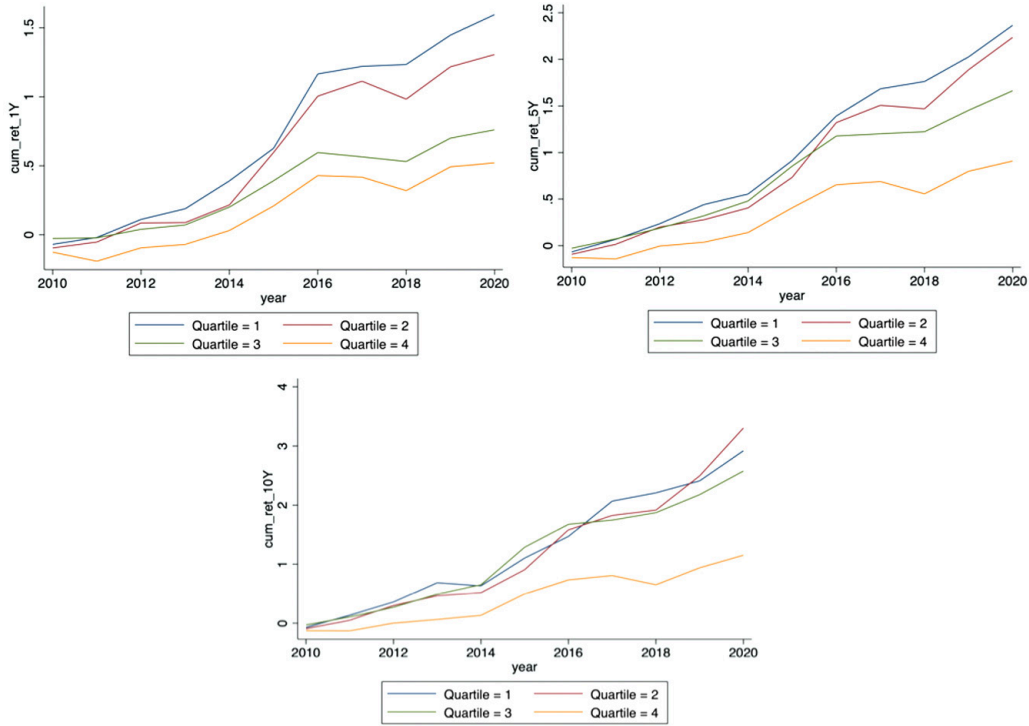 cum_ret_1Y
1.5
1
.5
0
2010 2012 2014 2016 2018 2020
year
Quartile = 1 Quartile = 2
Quartile = 3 Quartile = 4
cum_ret_5Y
2.5
2
1.5
1
.5
0
2010 2012 2014 2016 2018 2020
year
Quartile = 1 Quartile = 2
Quartile = 3 Quartile = 4
cum_ret_10Y
4
3
2
1
0
2010 2012 2014 2016 2018 2020
year
Quartile = 1 Quartile = 2
Quartile = 3 Quartile = 4